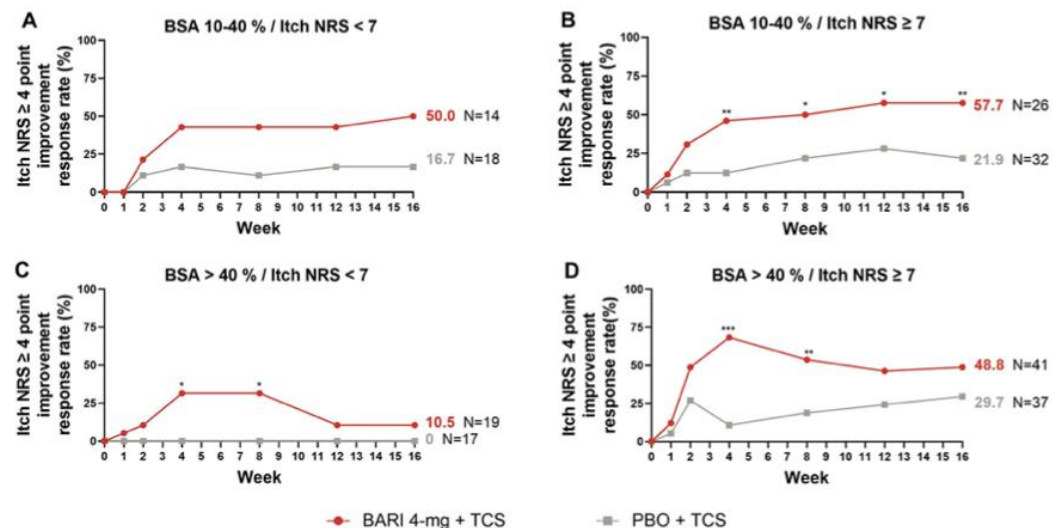 A
BSA 10-40 % / Itch NRS < 7
Itch NRS ≥ 4 point
improvement
response rate (%)
100
75
50
25
0
50.0 N=14
16.7 N=18
0 1 2 3 4 5 6 7 8 9 10 11 12 13 14 15 16
Week
B
BSA 10-40 % / Itch NRS ≥ 7
Itch NRS ≥ 4 point
improvement
response rate (%)
100
75
50
25
0
** * * **
57.7 N=26
21.9 N=32
0 1 2 3 4 5 6 7 8 9 10 11 12 13 14 15 16
Week
C
BSA > 40 % / Itch NRS < 7
Itch NRS ≥ 4 point
improvement
response rate (%)
100
75
50
25
0
* *
10.5 N=19
0 N=17
0 1 2 3 4 5 6 7 8 9 10 11 12 13 14 15 16
Week
D
BSA > 40 % / Itch NRS ≥ 7
Itch NRS ≥ 4 point
improvement
response rate(%)
100
75
50
25
0
*** **
48.8 N=41
29.7 N=37
0 1 2 3 4 5 6 7 8 9 10 11 12 13 14 15 16
Week
BARI 4-mg + TCS
PBO + TCS